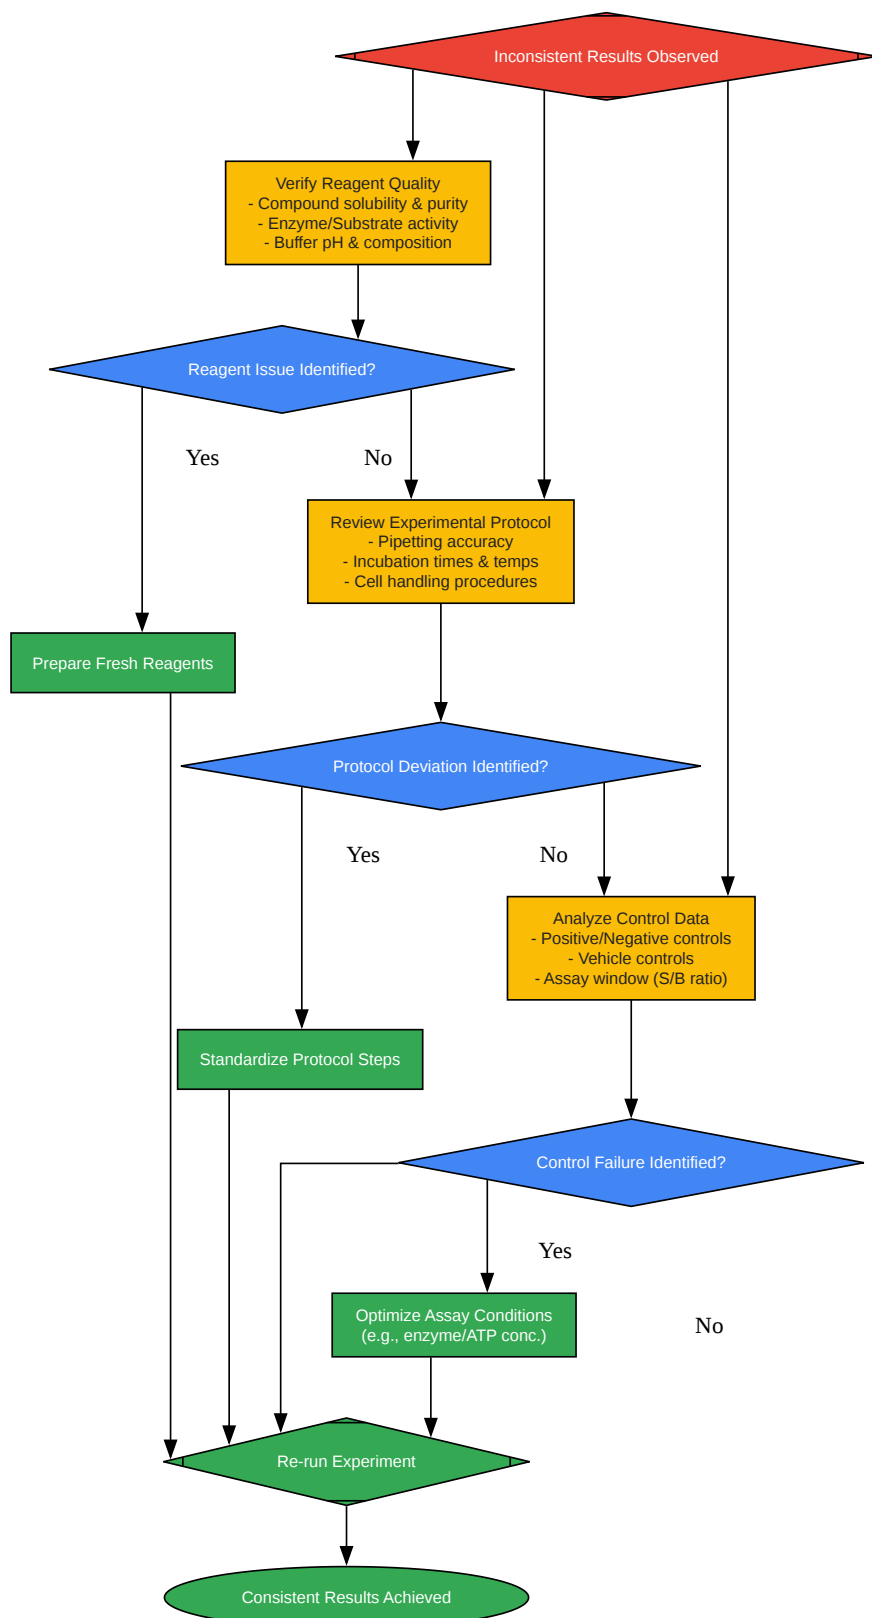 Inconsistent Results Observed
Verify Reagent Quality
- Compound solubility & purity
- Enzyme/Substrate activity
- Buffer pH & composition
Reagent Issue Identified?
Yes
No
Review Experimental Protocol
- Pipetting accuracy
- Incubation times & temps
- Cell handling procedures
Prepare Fresh Reagents
Protocol Deviation Identified?
Yes
No
Analyze Control Data
- Positive/Negative controls
- Vehicle controls
- Assay window (S/B ratio)
Standardize Protocol Steps
Control Failure Identified?
Yes
Optimize Assay Conditions
(e.g., enzyme/ATP conc.)
No
Re-run Experiment
Consistent Results Achieved